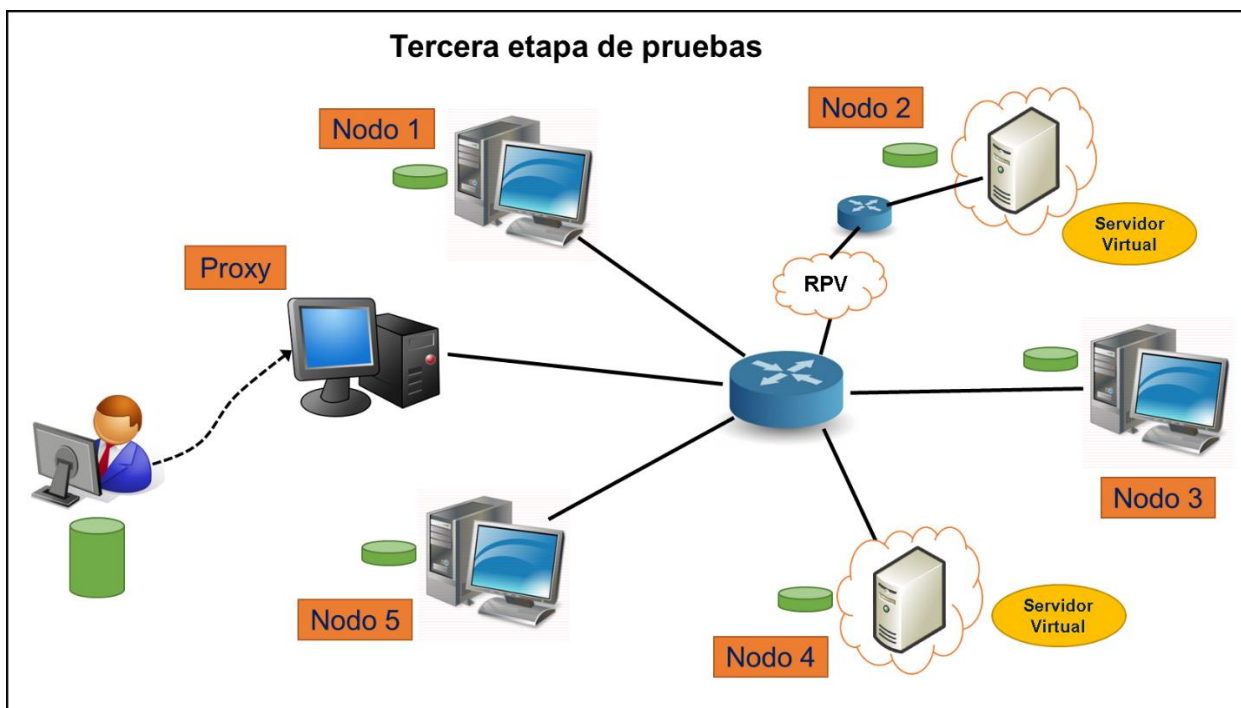 Tercera etapa de pruebas
Nodo 1
Nodo 2
Servidor
Virtual
Proxy
RPV
Nodo 3
Nodo 5
Nodo 4
Servidor
Virtual